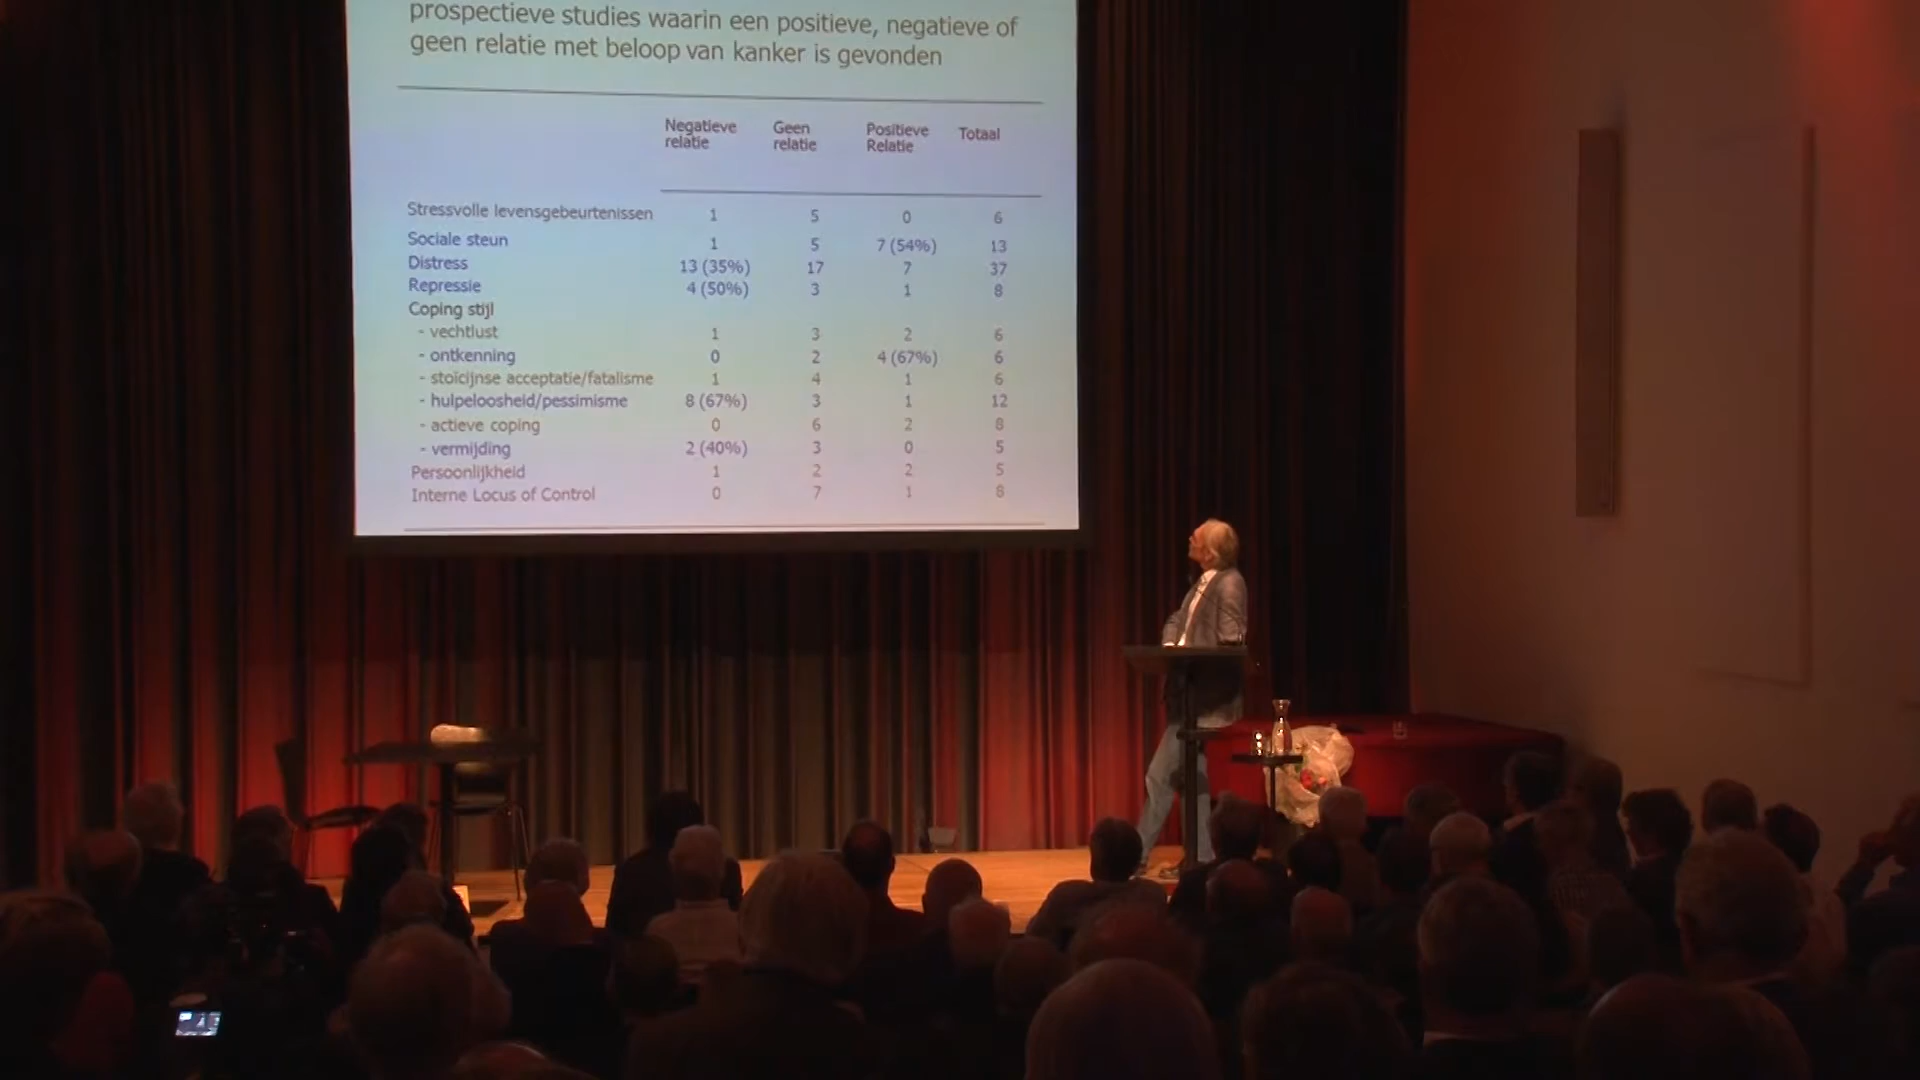 prospectieve studies waarin een positieve, negatieve of
geen relatie met beloop van kanker is gevonden
Negatieve relatie Geen relatie Positieve Relatie Totaal
Stressvolle levensgebeurtenissen 1 5 0 6
Sociale steun 1 5 7 (54%) 13
Distress 13 (35%) 17 7 37
Repressie 4 (50%) 3 1 8
Coping stijl
- vechtlust 1 3 2 6
- ontkenning 0 2 4 (67%) 6
- stoïcijnse acceptatie/fatalisme 1 4 1 6
- hulpeloosheid/pessimisme 8 (67%) 3 1 12
- actieve coping 0 6 2 8
- vermijding 2 (40%) 3 0 5
Persoonlijkheid 1 2 2 5
Interne Locus of Control 0 7 1 8